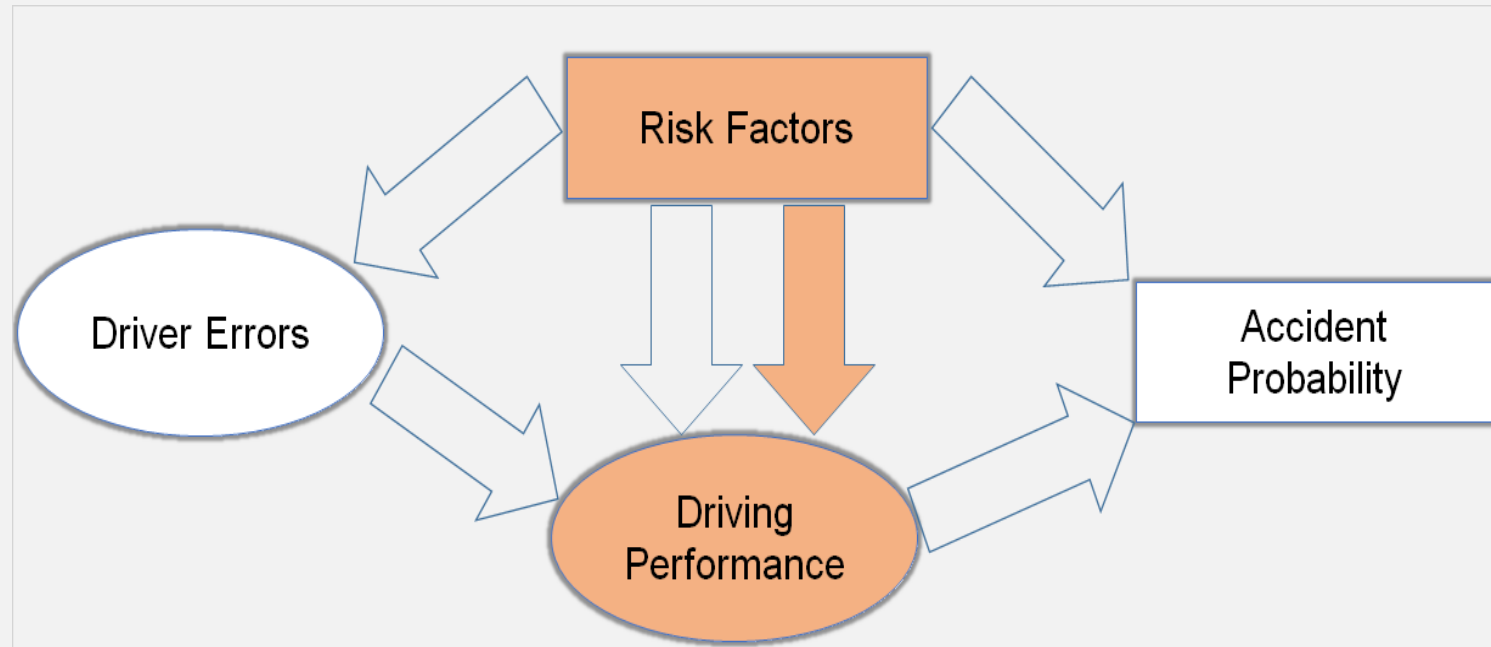 Risk Factors
Driver Errors
Accident
Probability
Driving
Performance